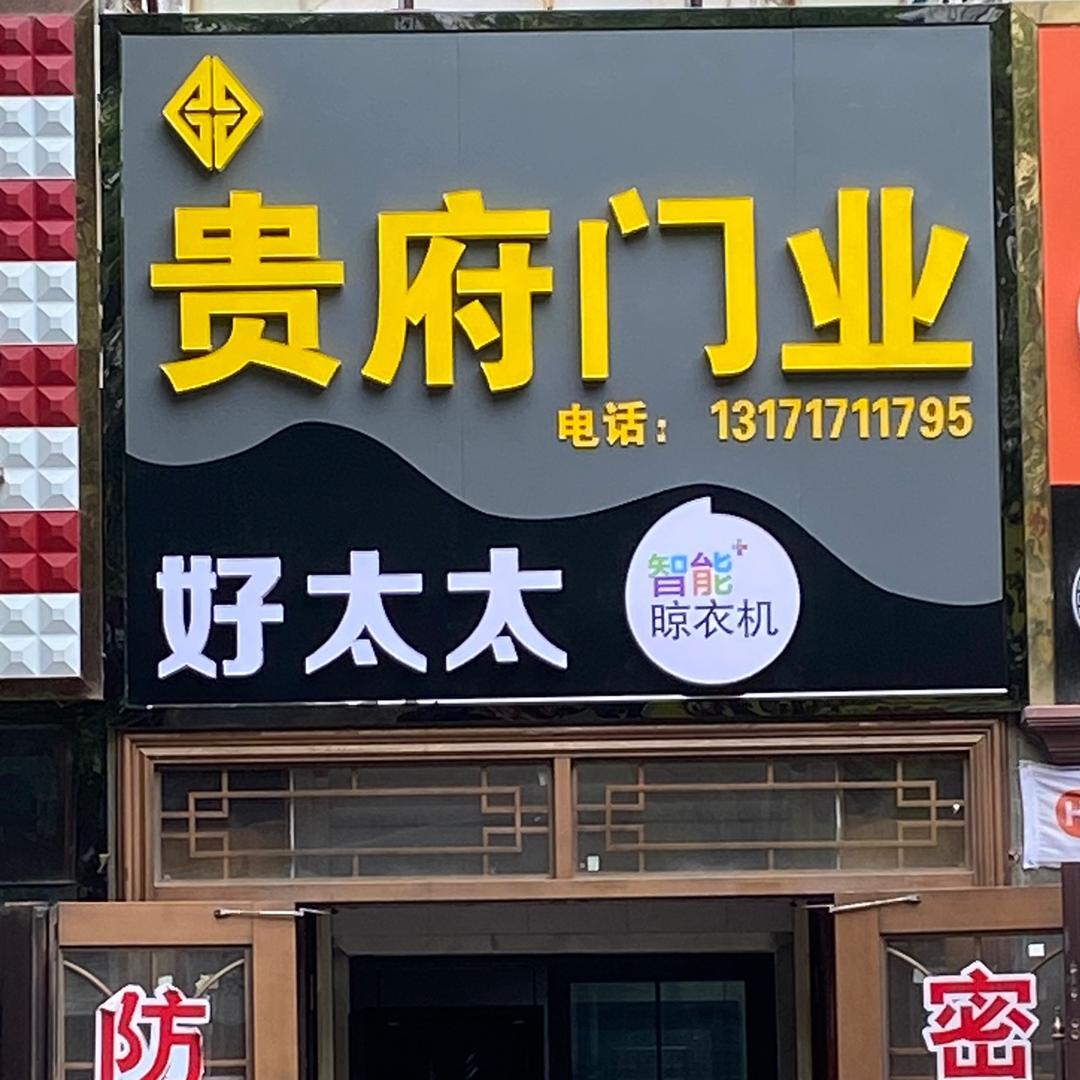 贵府门业
电话：13171711795
好太太
智能+
晾衣机
防
密